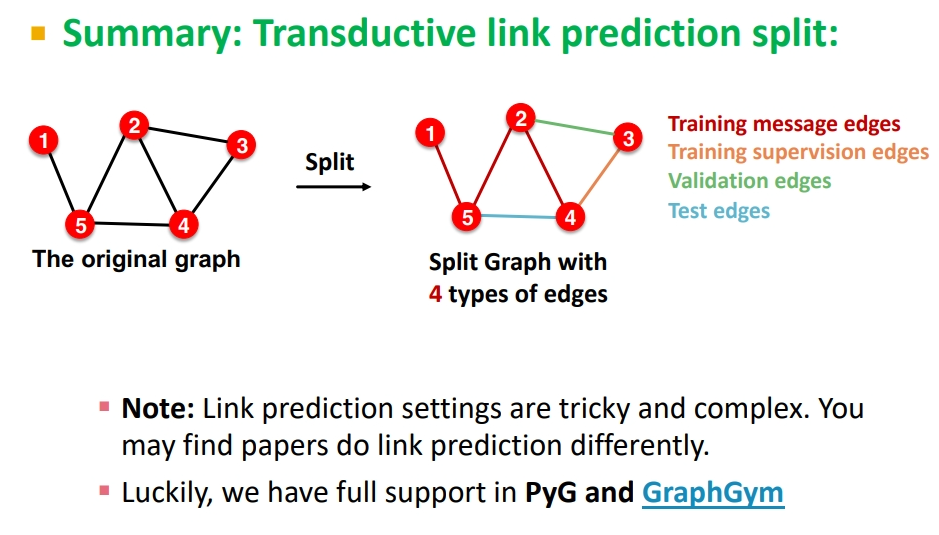 Summary: Transductive link prediction split:
1
2
3
5
4
The original graph
Split
1
2
3
5
4
Split Graph with
4 types of edges
Training message edges
Training supervision edges
Validation edges
Test edges
Note: Link prediction settings are tricky and complex. You
may find papers do link prediction differently.
Luckily, we have full support in PyG and GraphGym